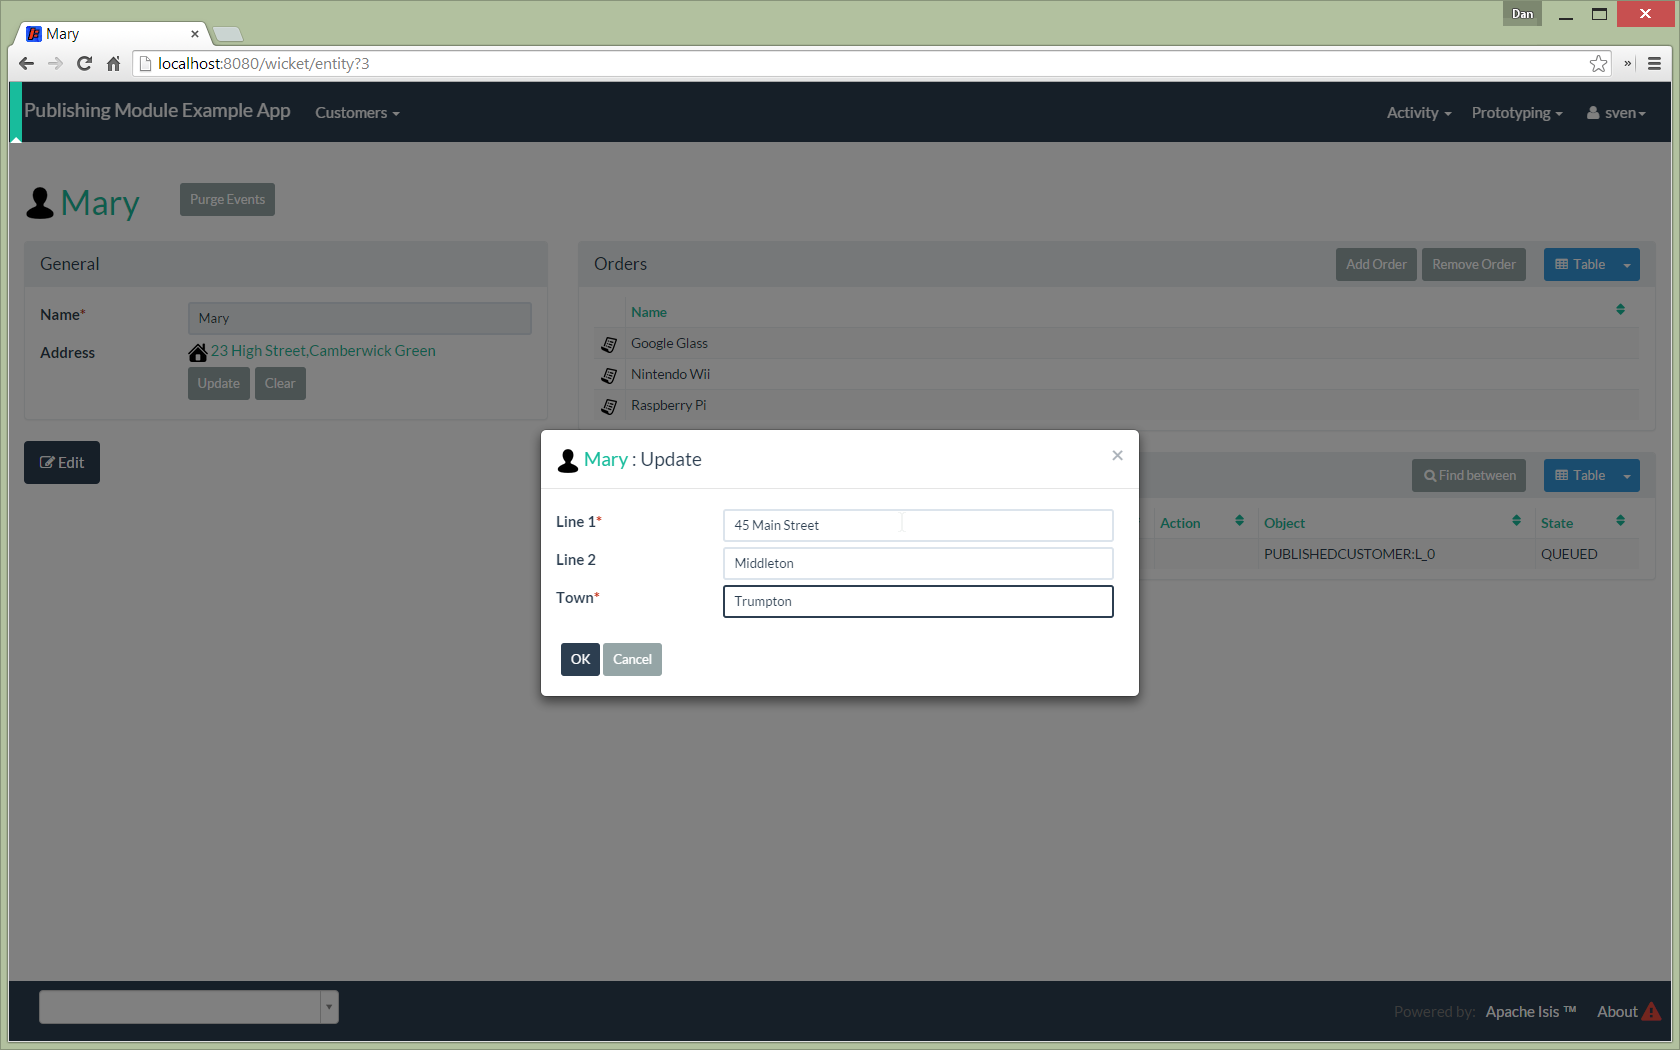 Dan
Mary
localhost:8080/wicket/entity?3
»
Publishing Module Example App
Customers
Activity
Prototyping
sven
Mary
Purge Events
General
Name*
Mary
Address
23 High Street,Camberwick Green
Update
Clear
Edit
Orders
Add Order
Remove Order
Table
Name
Google Glass
Nintendo Wii
Raspberry Pi
Find between
Table
Action
Object
State
PUBLISHEDCUSTOMER:L_0
QUEUED
Mary : Update
×
Line 1*
45 Main Street
Line 2
Middleton
Town*
Trumpton
OK
Cancel
Powered by:
Apache Isis ™
About